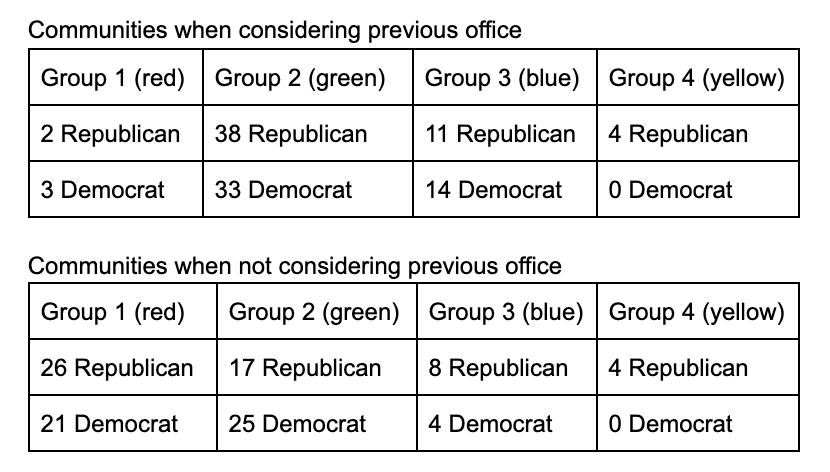 Communities when considering previous office
Group 1 (red) Group 2 (green) Group 3 (blue) Group 4 (yellow)
2 Republican 38 Republican 11 Republican 4 Republican
3 Democrat 33 Democrat 14 Democrat 0 Democrat
Communities when not considering previous office
Group 1 (red) Group 2 (green) Group 3 (blue) Group 4 (yellow)
26 Republican 17 Republican 8 Republican 4 Republican
21 Democrat 25 Democrat 4 Democrat 0 Democrat